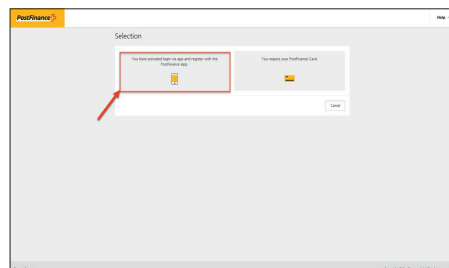 PostFinance
Help
Selection
You have activated login via app and register with the
PostFinance App.
You require your PostFinance Card.
Cancel